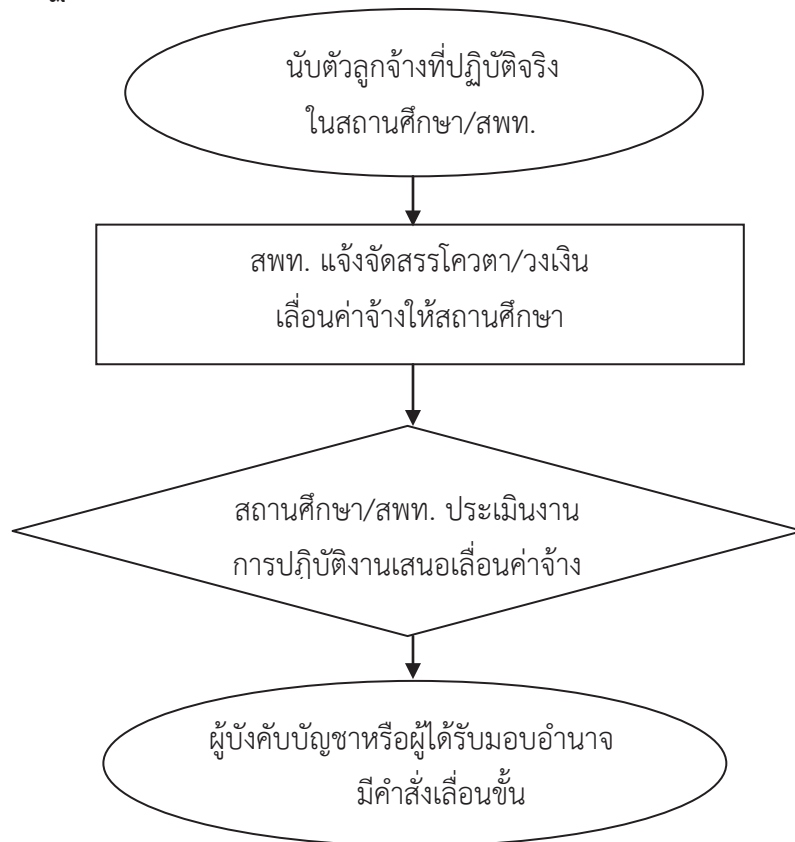 นับตัวลูกจ้างที่ปฏิบัติจริง
ในสถานศึกษา/สพท.
สพท. แจ้งจัดสรรโควตา/วงเงิน
เลื่อนค่าจ้างให้สถานศึกษา
สถานศึกษา/สพท. ประเมินงาน
การปฏิบัติงานเสนอเลื่อนค่าจ้าง
ผู้บังคับบัญชาหรือผู้ได้รับมอบอำนาจ
มีคำสั่งเลื่อนขั้น